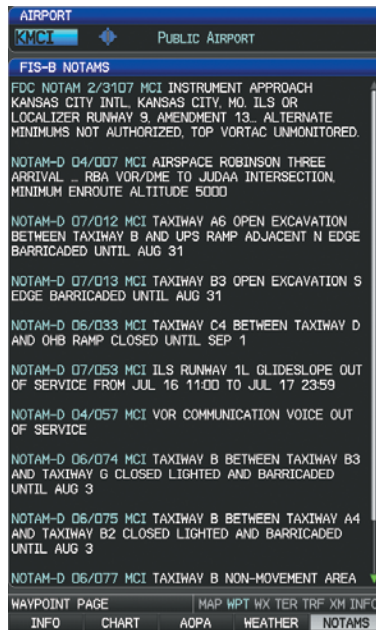 AIRPORT
KMCI PUBLIC AIRPORT
FIS-B NOTAMS
FDC NOTAM 2/3107 MCI INSTRUMENT APPROACH
KANSAS CITY INTL, KANSAS CITY, MO. ILS OR
LOCALIZER RUNWAY 9, AMENDMENT 13... ALTERNATE
MINIMUMS NOT AUTHORIZED, TOP VORTAC UNMONITORED.
NOTAM-D 04/007 MCI AIRSPACE ROBINSON THREE
ARRIVAL ... RBA VOR/DME TO JUDAA INTERSECTION,
MINIMUM ENROUTE ALTITUDE 5000
NOTAM-D 07/012 MCI TAXIWAY A6 OPEN EXCAVATION
BETWEEN TAXIWAY B AND UPS RAMP ADJACENT N EDGE
BARRICADED UNTIL AUG 31
NOTAM-D 07/013 MCI TAXIWAY B3 OPEN EXCAVATION S
EDGE BARRICADED UNTIL AUG 31
NOTAM-D 06/033 MCI TAXIWAY C4 BETWEEN TAXIWAY D
AND OHB RAMP CLOSED UNTIL SEP 1
NOTAM-D 07/053 MCI ILS RUNWAY 1L GLIDESLOPE OUT
OF SERVICE FROM JUL 16 11:00 TO JUL 17 23:59
NOTAM-D 04/057 MCI VOR COMMUNICATION VOICE OUT
OF SERVICE
NOTAM-D 06/074 MCI TAXIWAY B BETWEEN TAXIWAY B3
AND TAXIWAY G CLOSED LIGHTED AND BARRICADED
UNTIL AUG 3
NOTAM-D 06/075 MCI TAXIWAY B BETWEEN TAXIWAY A4
AND TAXIWAY B2 CLOSED LIGHTED AND BARRICADED
UNTIL AUG 3
NOTAM-D 06/077 MCI TAXIWAY B NON-MOVEMENT AREA
WAYPOINT PAGE MAP WPT WX TER TRF XM INFO
INFO CHART AOPA WEATHER NOTAMS